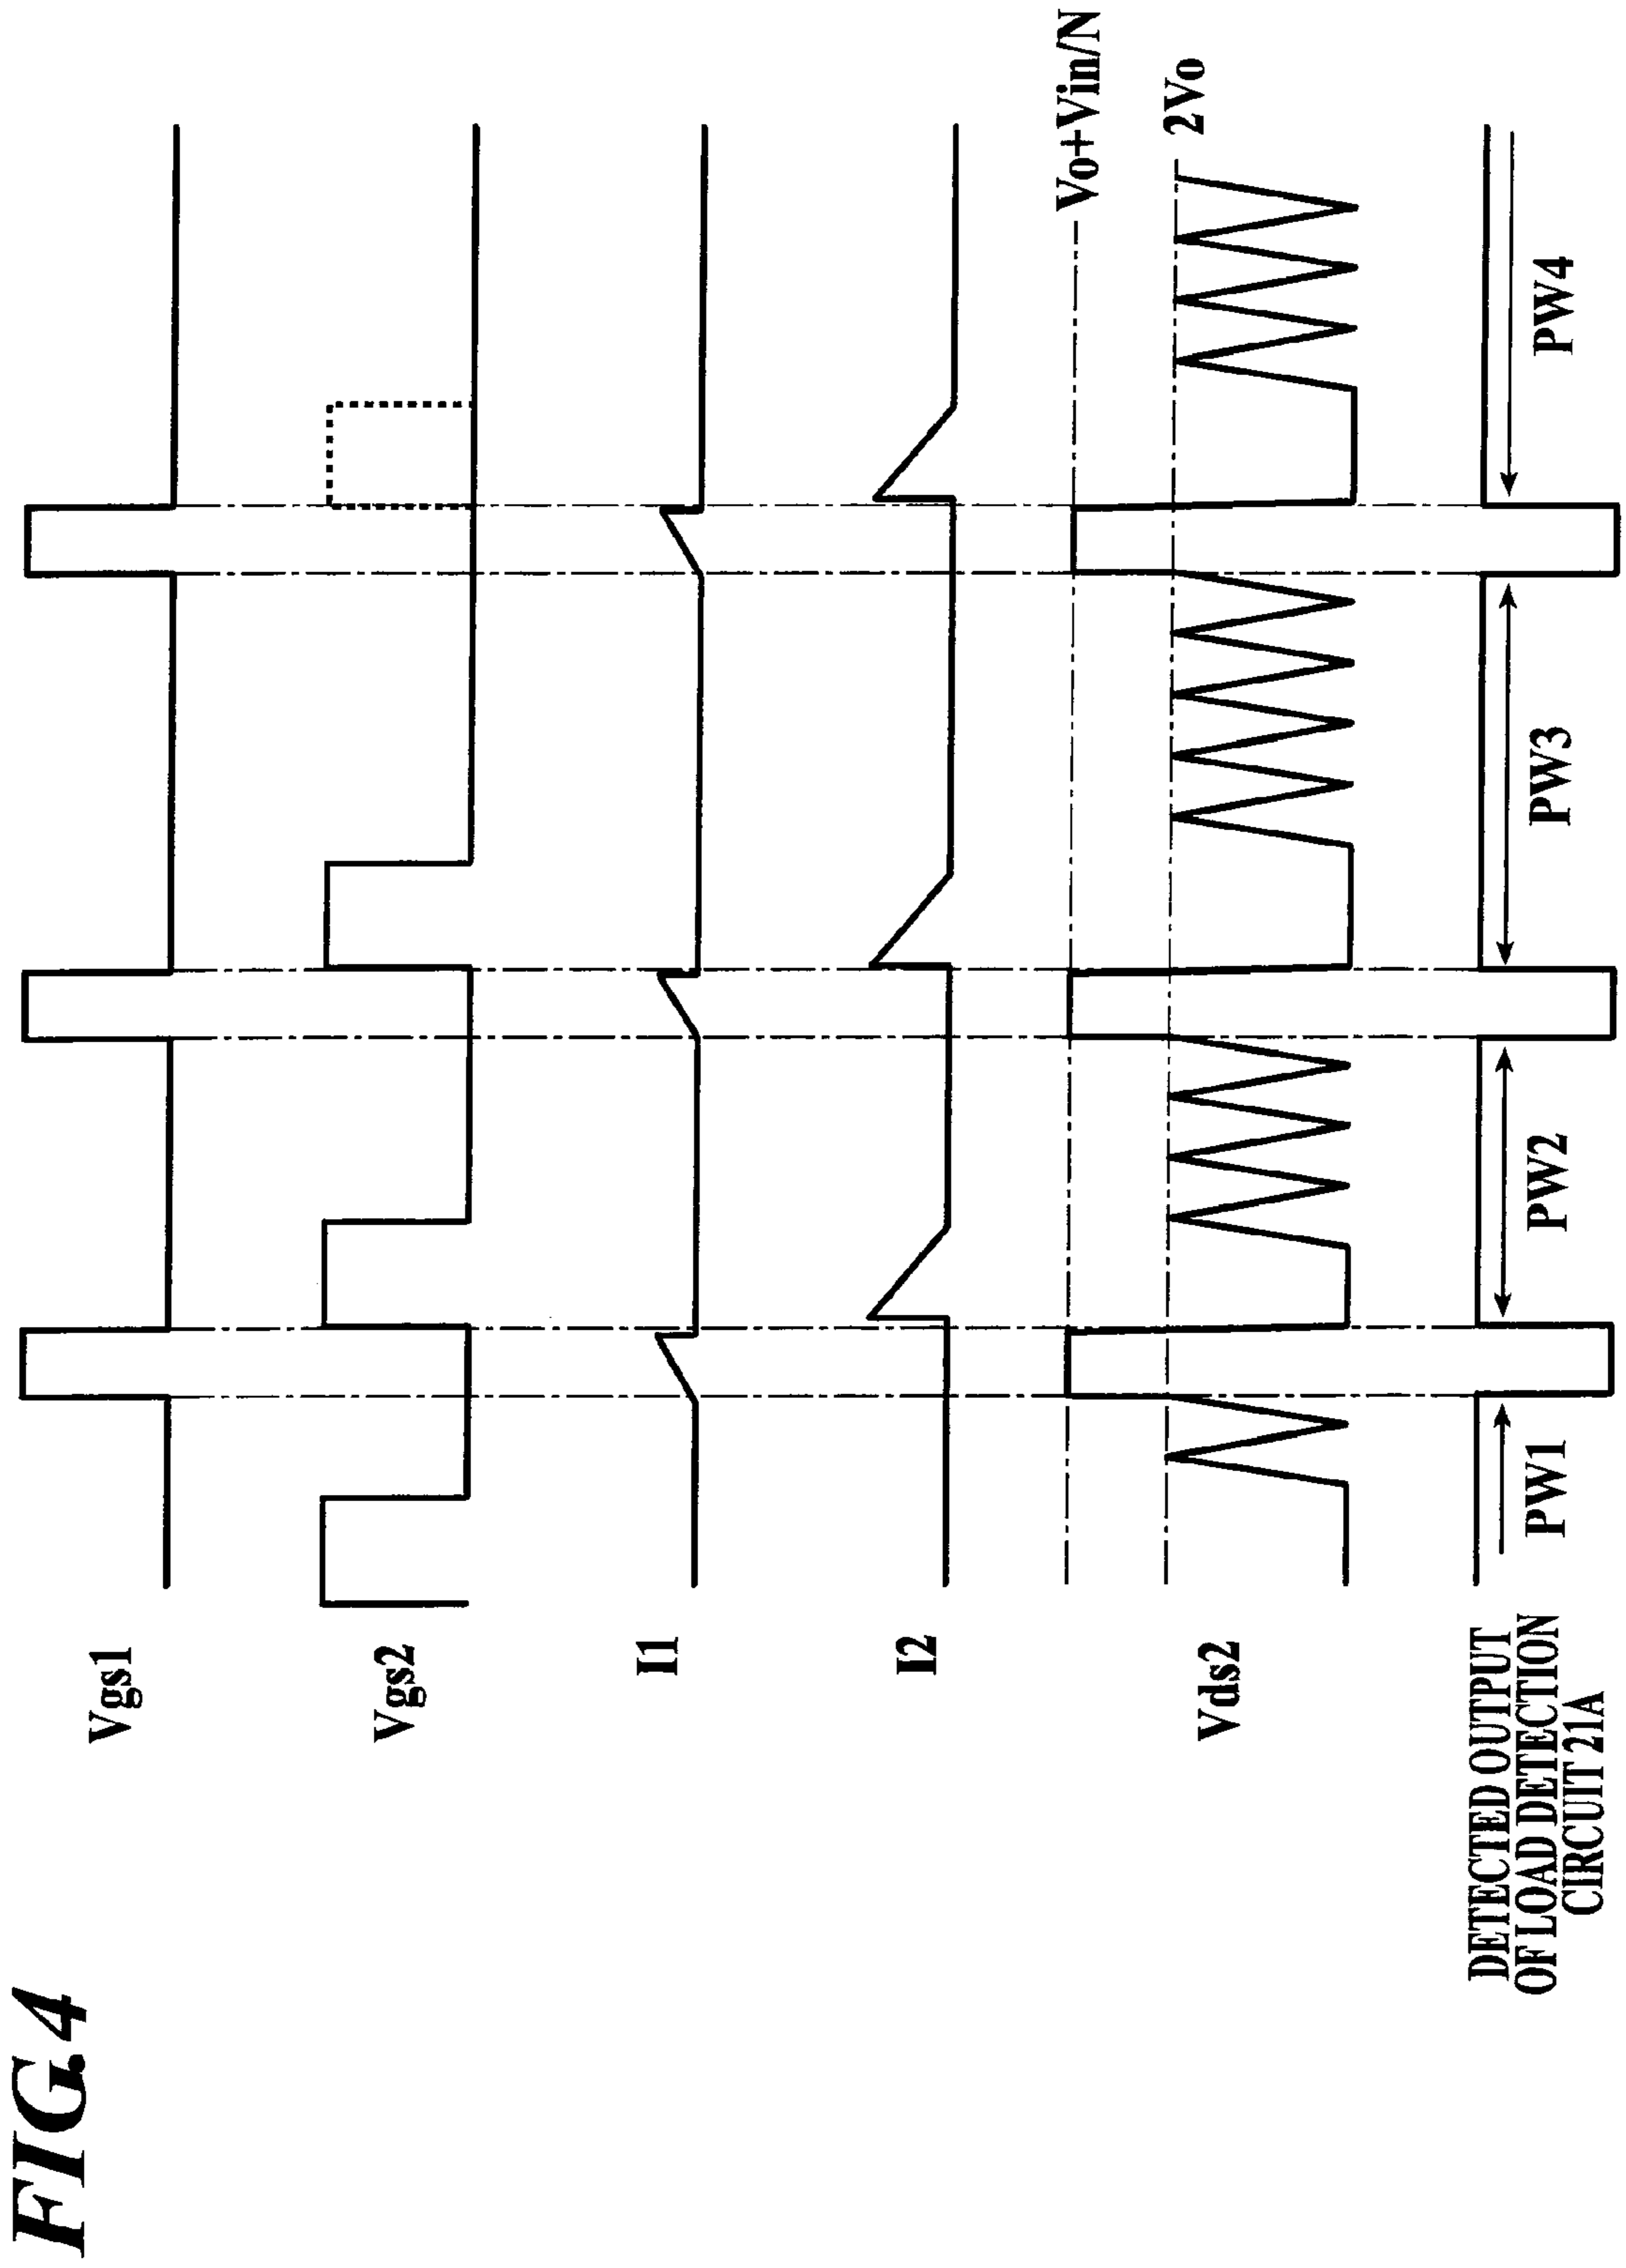 FIG.4
Vgs1
Vgs2
I1
I2
Vo+Vin/N
2Vo
Vds2
DETECTED OUTPUT
OF LOAD DETECTION
CIRCUIT 21A
PW1
PW2
PW3
PW4